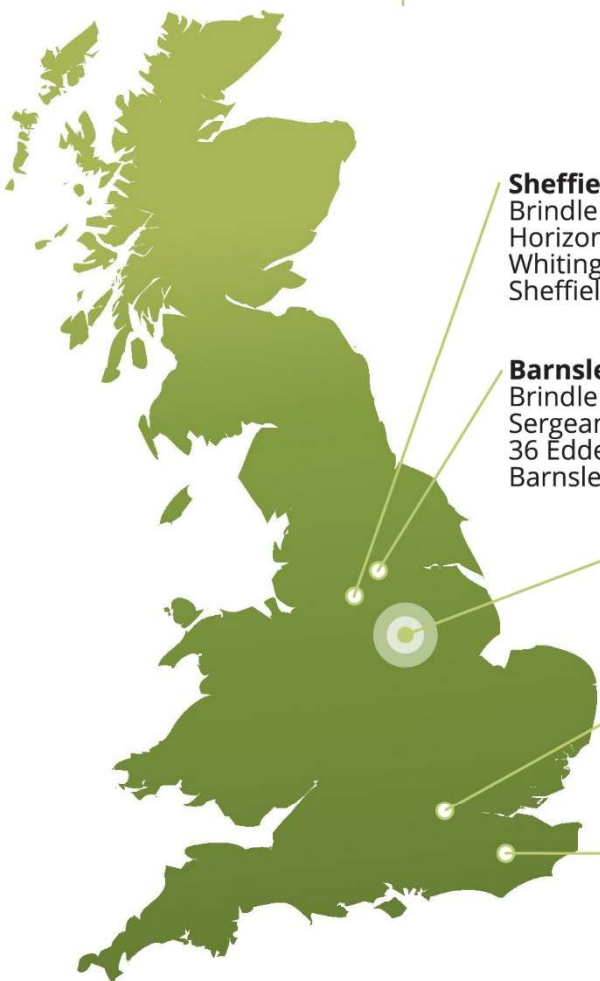 Sheffie
Brindle
Horizon
Whiting
Sheffiel
Barnsle
Brindle
Sergean
36 Edde
Barnsle